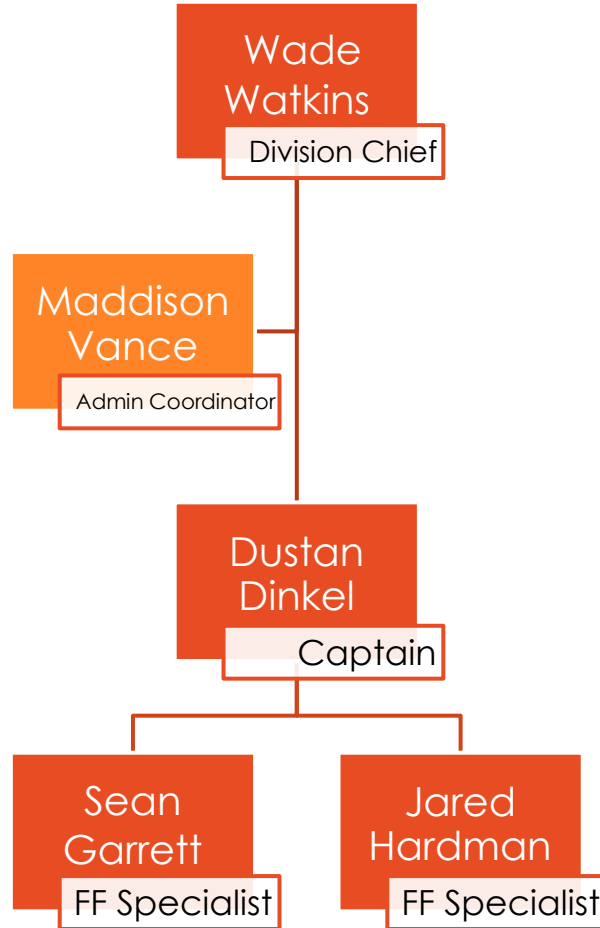 Wade
Watkins
Division Chief
Maddison
Vance
Admin Coordinator
Dustan
Dinkel
Captain
Sean
Garrett
FF Specialist
Jared
Hardman
FF Specialist